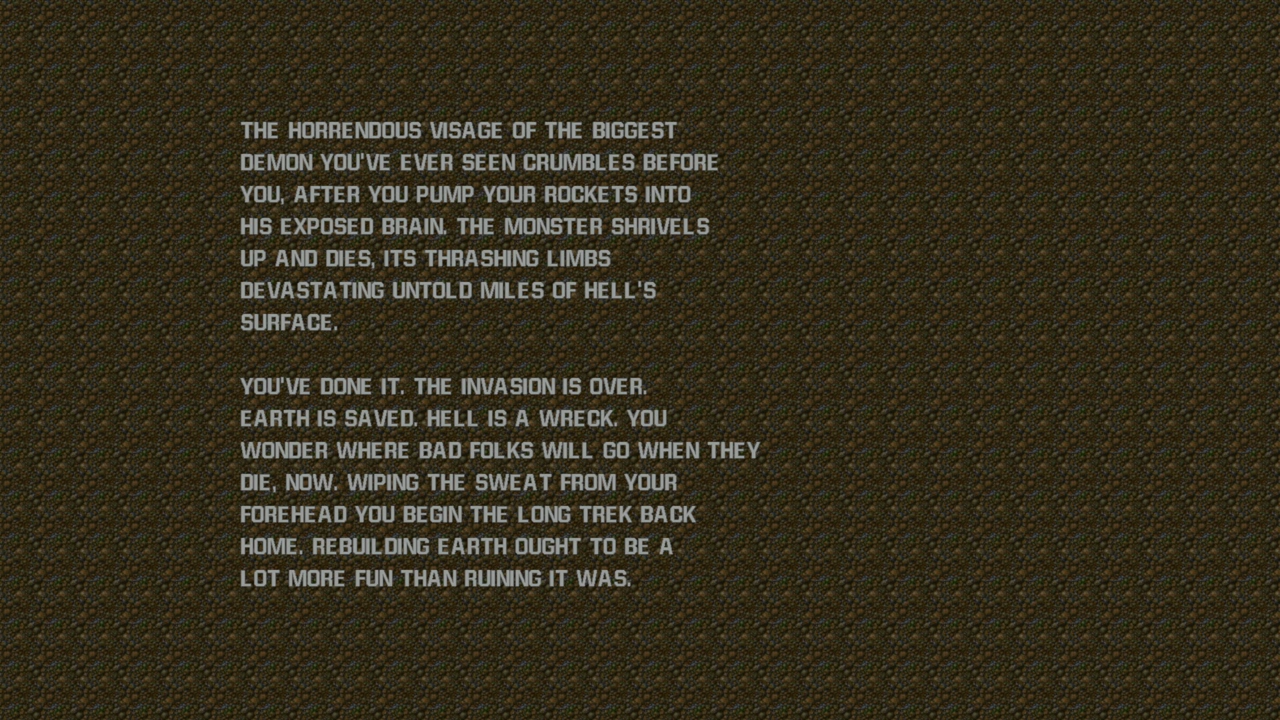 THE HORRENDOUS VISAGE OF THE BIGGEST
DEMON YOU'VE EVER SEEN CRUMBLES BEFORE
YOU, AFTER YOU PUMP YOUR ROCKETS INTO
HIS EXPOSED BRAIN. THE MONSTER SHRIVELS
UP AND DIES, ITS THRASHING LIMBS
DEVASTATING UNTOLD MILES OF HELL'S
SURFACE.

YOU'VE DONE IT. THE INVASION IS OVER.
EARTH IS SAVED. HELL IS A WRECK. YOU
WONDER WHERE BAD FOLKS WILL GO WHEN THEY
DIE, NOW. WIPING THE SWEAT FROM YOUR
FOREHEAD YOU BEGIN THE LONG TREK BACK
HOME. REBUILDING EARTH OUGHT TO BE A
LOT MORE FUN THAN RUINING IT WAS.